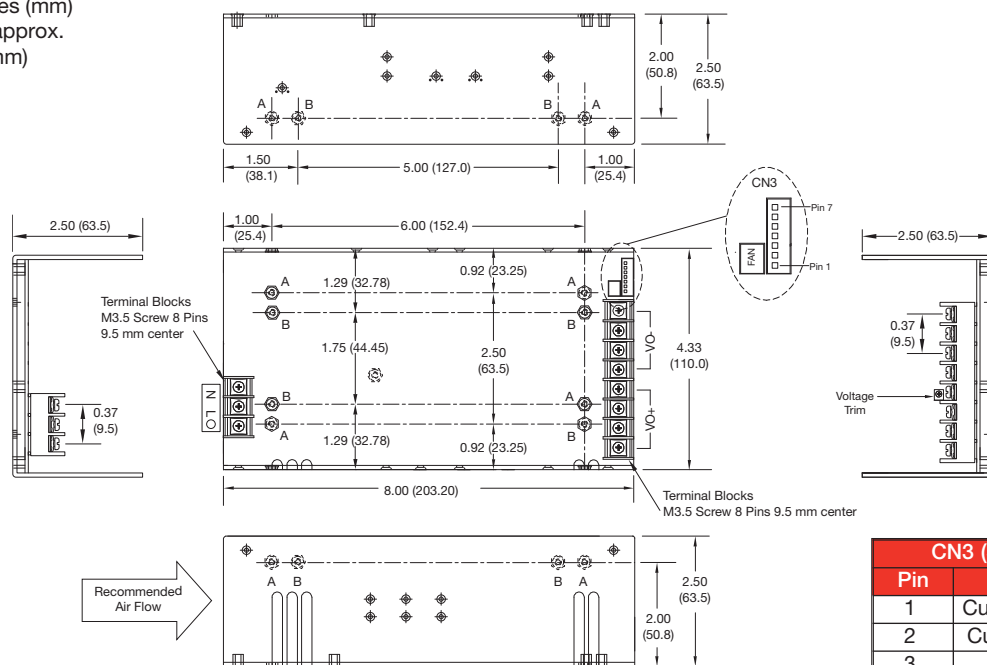 es (mm)
approx.
nm)
2.00
(50.8)
2.50
(63.5)
A
B
B
A
1.50
(38.1)
5.00 (127.0)
1.00
(25.4)
CN3
Pin 7
FAN
Pin 1
2.50 (63.5)
1.00
(25.4)
6.00 (152.4)
2.50 (63.5)
0.92 (23.25)
1.29 (32.78)
A
A
B
B
Terminal Blocks
M3.5 Screw 8 Pins
9.5 mm center
1.75 (44.45)
2.50
(63.5)
VO-
4.33
(110.0)
0.37
(9.5)
Voltage
Trim
N LO
0.37
(9.5)
B
A
A
B
VO+
1.29 (32.78)
0.92 (23.25)
8.00 (203.20)
Terminal Blocks
M3.5 Screw 8 Pins 9.5 mm center
Recommended
Air Flow
A
B
B
A
2.50
(63.5)
2.00
(50.8)
CN3 (
Pin
1
Cu
2
Cu
3